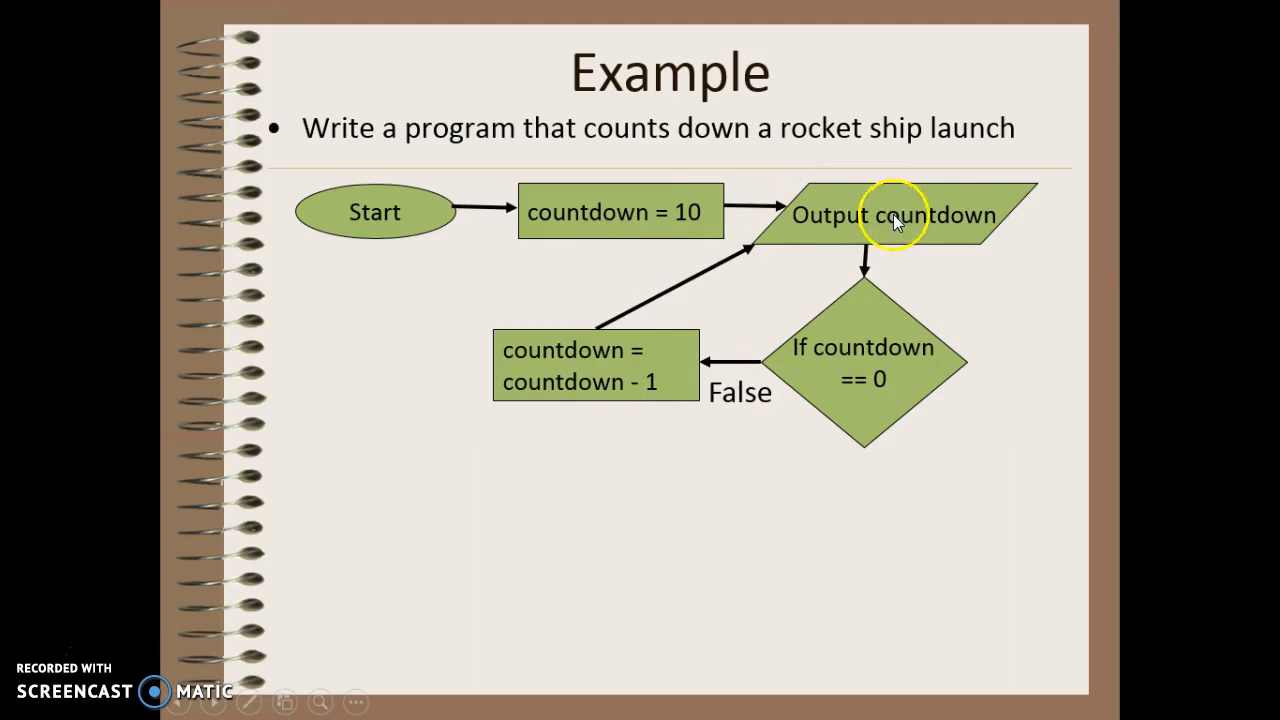 Example
• Write a program that counts down a rocket ship launch
Start
countdown = 10
Output countdown
If countdown
== 0
False
countdown =
countdown - 1
RECORDED WITH
SCREENCAST MATIC